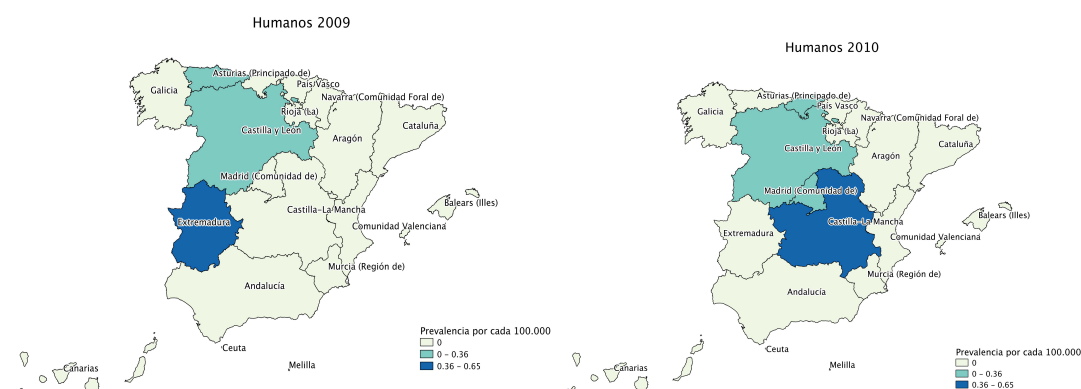 Humanos 2009
Asturias (Principado de)
País Vasco
Galicia
Navarra (Comunidad Foral de)
Rioja (La)
Cataluña
Castilla y León
Aragón
Madrid (Comunidad de)
Balears (Illes)
Castilla-La Mancha
Extremadura
Comunidad Valenciana
Murcia (Región de)
Andalucía
Prevalencia por cada 100.000
0
0 - 0.36
0.36 - 0.65
Ceuta
Melilla
Canarias
Humanos 2010
Asturias (Principado de)
País Vasco
Galicia
Navarra (Comunidad Foral de)
Rioja (La)
Cataluña
Castilla y León
Aragón
Madrid (Comunidad de)
Balears (Illes)
Castilla-La Mancha
Extremadura
Comunidad Valenciana
Murcia (Región de)
Andalucía
Ceuta
Prevalencia por cada 100.000
0
0 - 0.36
0.36 - 0.65
Melilla
Canarias